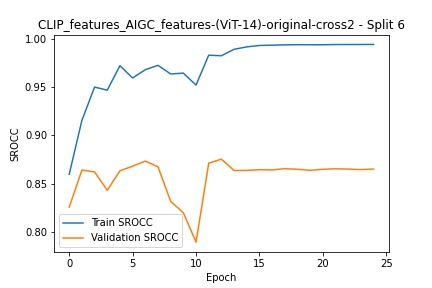 CLIP_features_AIGC_features-(ViT-14)-original-cross2 - Split 6
1.00
0.95
0.90
0.85
0.80
SROCC
Train SROCC
Validation SROCC
0 5 10 15 20 25
Epoch